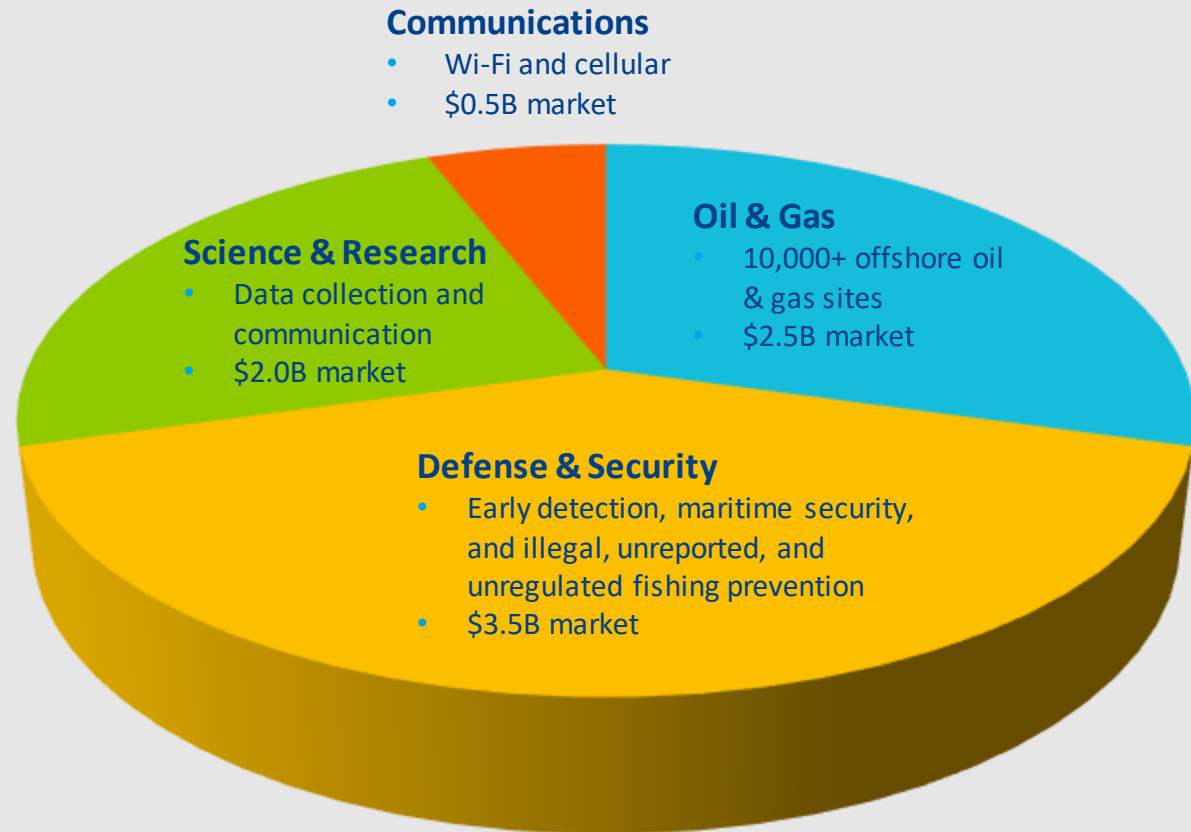 Communications
• Wi-Fi and cellular
• $0.5B market
Oil & Gas
• 10,000+ offshore oil
& gas sites
• $2.5B market
Science & Research
• Data collection and
communication
• $2.0B market
Defense & Security
• Early detection, maritime security,
and illegal, unreported, and
unregulated fishing prevention
• $3.5B market